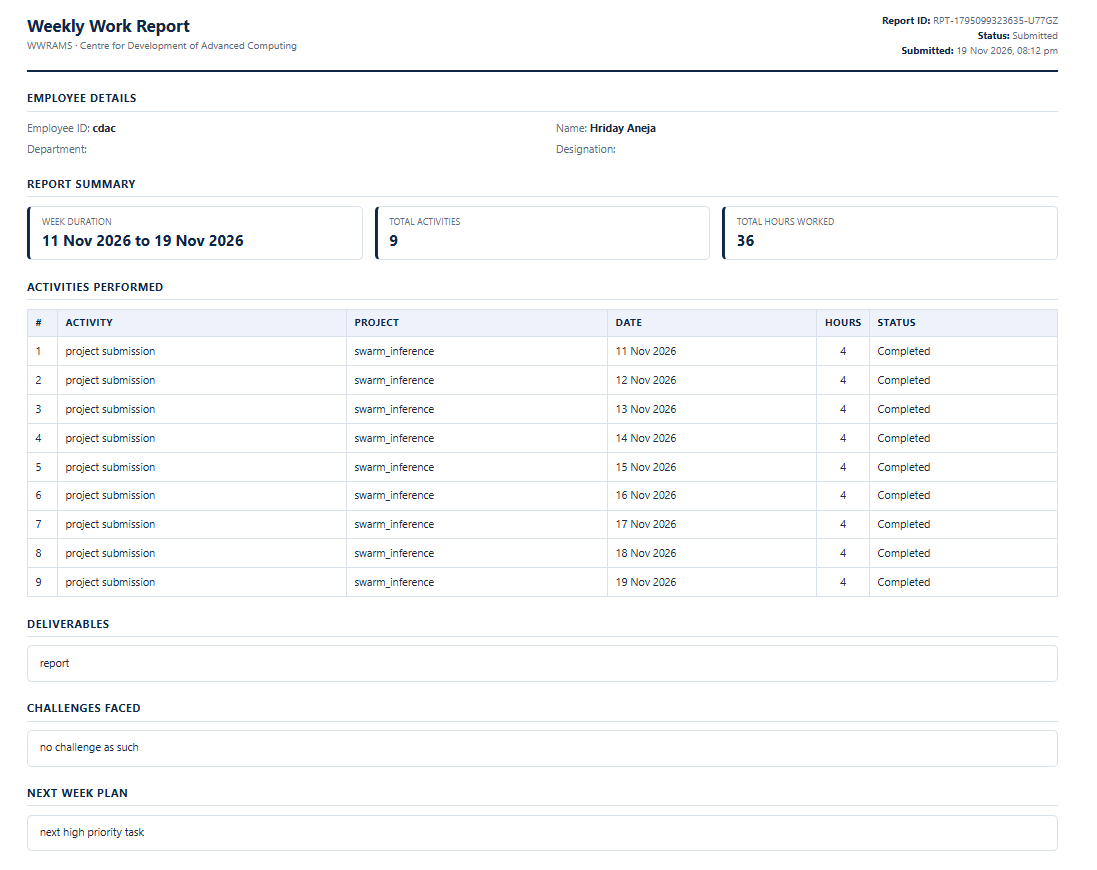 Weekly Work Report
WWRAMS · Centre for Development of Advanced Computing
Report ID: RPT-1795099323635-U77GZ
Status: Submitted
Submitted: 19 Nov 2026, 08:12 pm
EMPLOYEE DETAILS
Employee ID: cdac Name: Hriday Aneja
Department: Designation:
REPORT SUMMARY
WEEK DURATION TOTAL ACTIVITIES TOTAL HOURS WORKED
11 Nov 2026 to 19 Nov 2026 9 36
ACTIVITIES PERFORMED
# ACTIVITY PROJECT DATE HOURS STATUS
1 project submission swarm_inference 11 Nov 2026 4 Completed
2 project submission swarm_inference 12 Nov 2026 4 Completed
3 project submission swarm_inference 13 Nov 2026 4 Completed
4 project submission swarm_inference 14 Nov 2026 4 Completed
5 project submission swarm_inference 15 Nov 2026 4 Completed
6 project submission swarm_inference 16 Nov 2026 4 Completed
7 project submission swarm_inference 17 Nov 2026 4 Completed
8 project submission swarm_inference 18 Nov 2026 4 Completed
9 project submission swarm_inference 19 Nov 2026 4 Completed
DELIVERABLES
report
CHALLENGES FACED
no challenge as such
NEXT WEEK PLAN
next high priority task